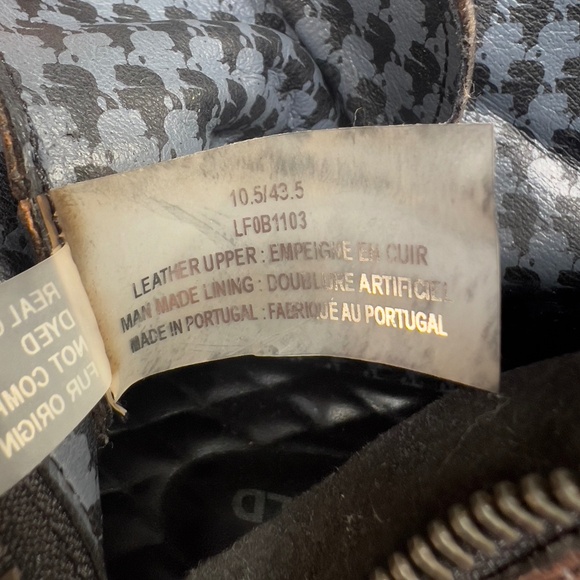 10.5/43.5
LF0B1103
LEATHER UPPER : EMPEIGNE EN CUIR
MAN MADE LINING : DOUBLURE ARTIFICIEL
MADE IN PORTUGAL : FABRIQUÉ AU PORTUGAL
REAL
DYED
NOT COM
FUR ORIGIN